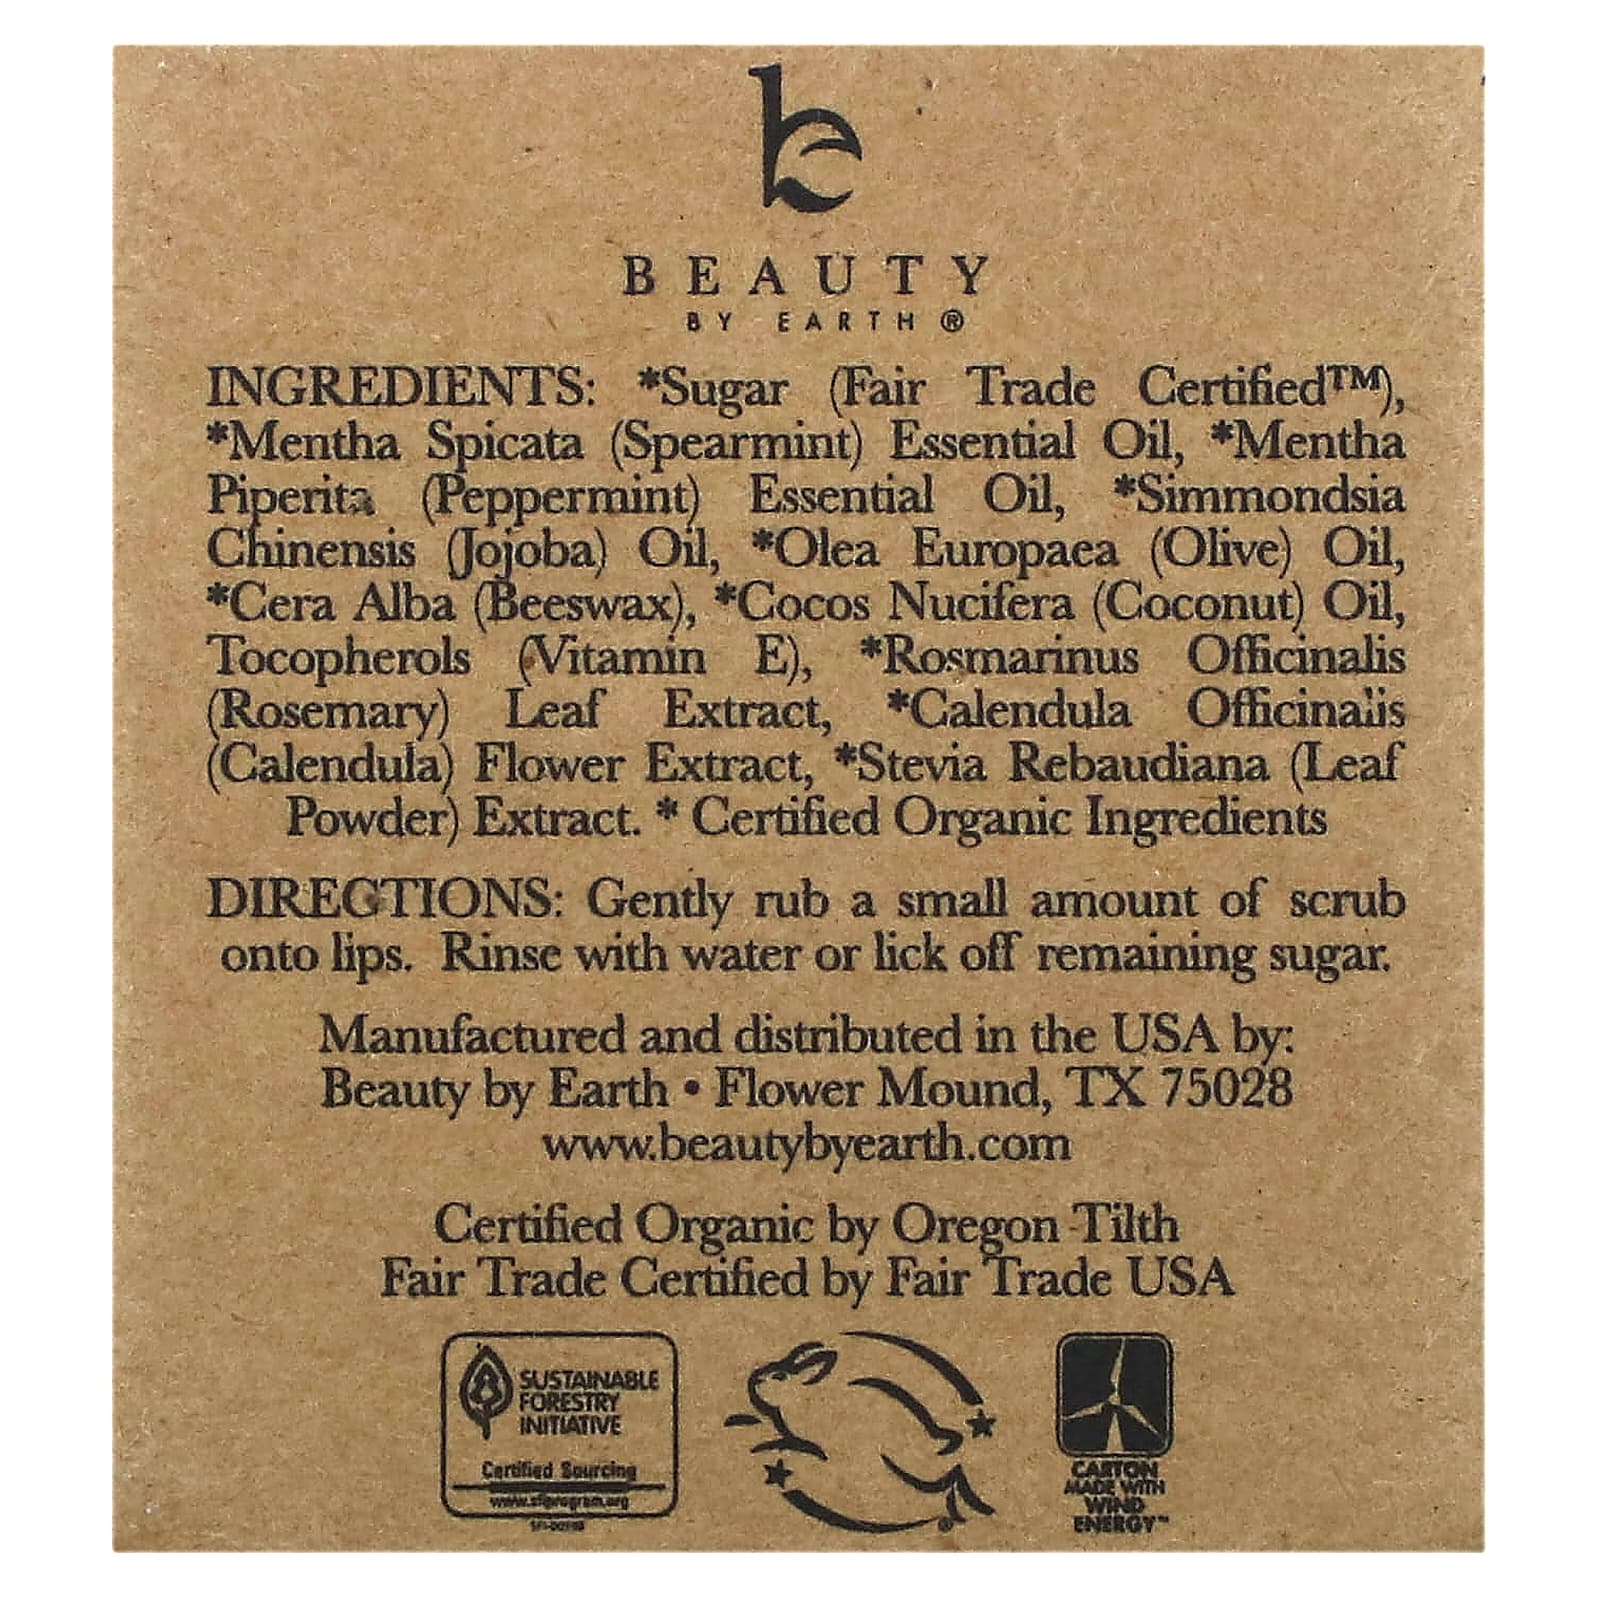 BEAUTY
BY EARTH®
INGREDIENTS: *Sugar (Fair Trade Certified™),
*Mentha Spicata (Spearmint) Essential Oil, *Mentha
Piperita (Peppermint) Essential Oil, *Simmondsia
Chinensis (Jojoba) Oil, *Olea Europaea (Olive) Oil,
*Cera Alba (Beeswax), *Cocos Nucifera (Coconut) Oil,
Tocopherols (Vitamin E), *Rosmarinus Officinalis
(Rosemary) Leaf Extract, *Calendula Officinalis
(Calendula) Flower Extract, *Stevia Rebaudiana (Leaf
Powder) Extract. * Certified Organic Ingredients
DIRECTIONS: Gently rub a small amount of scrub
onto lips. Rinse with water or lick off remaining sugar.
Manufactured and distributed in the USA by:
Beauty by Earth • Flower Mound, TX 75028
www.beautybyearth.com
Certified Organic by Oregon Tilth
Fair Trade Certified by Fair Trade USA
SUSTAINABLE
FORESTRY
INITIATIVE
Certified Sourcing
www.sfiprogram.org
®
CARTON
MADE WITH
WIND
ENERGY™